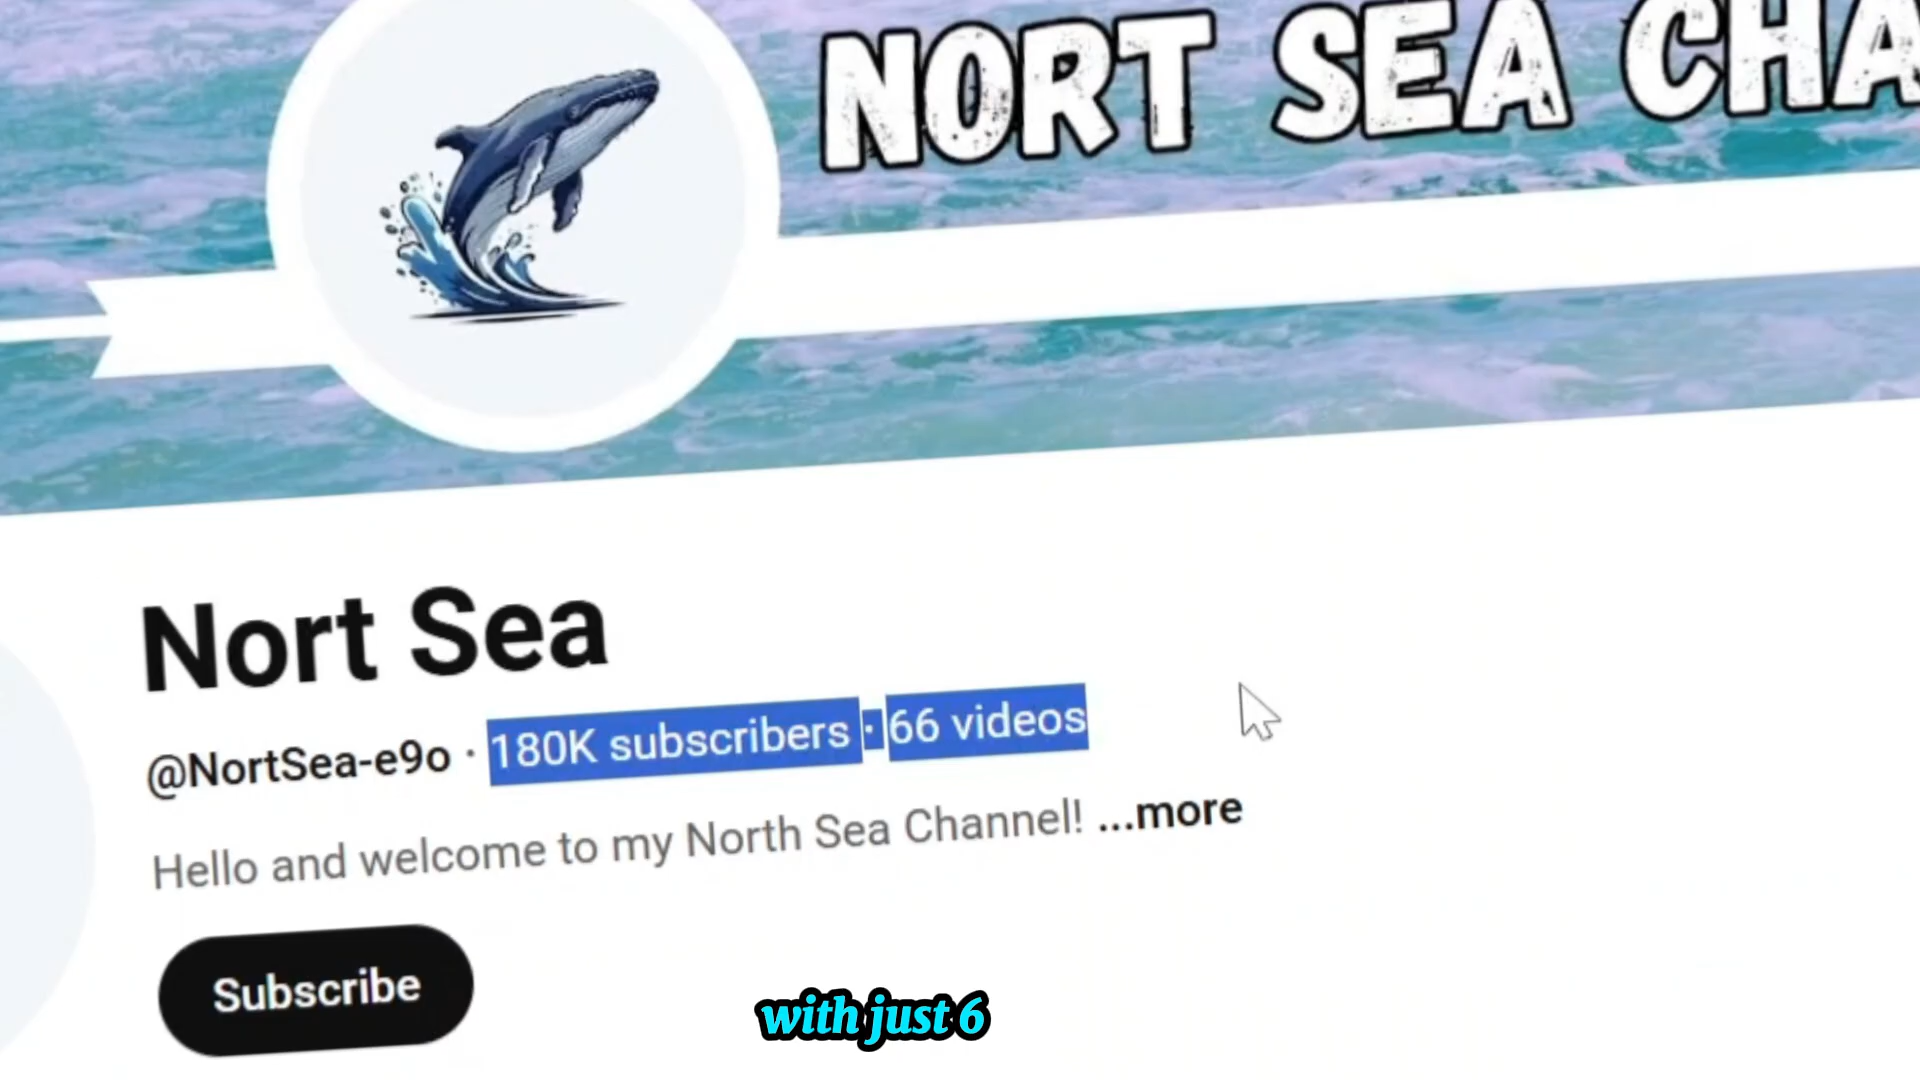 NORT SEA CHA
Nort Sea
@NortSea-e9o · 180K subscribers · 66 videos
Hello and welcome to my North Sea Channel! ...more
Subscribe
with just 6